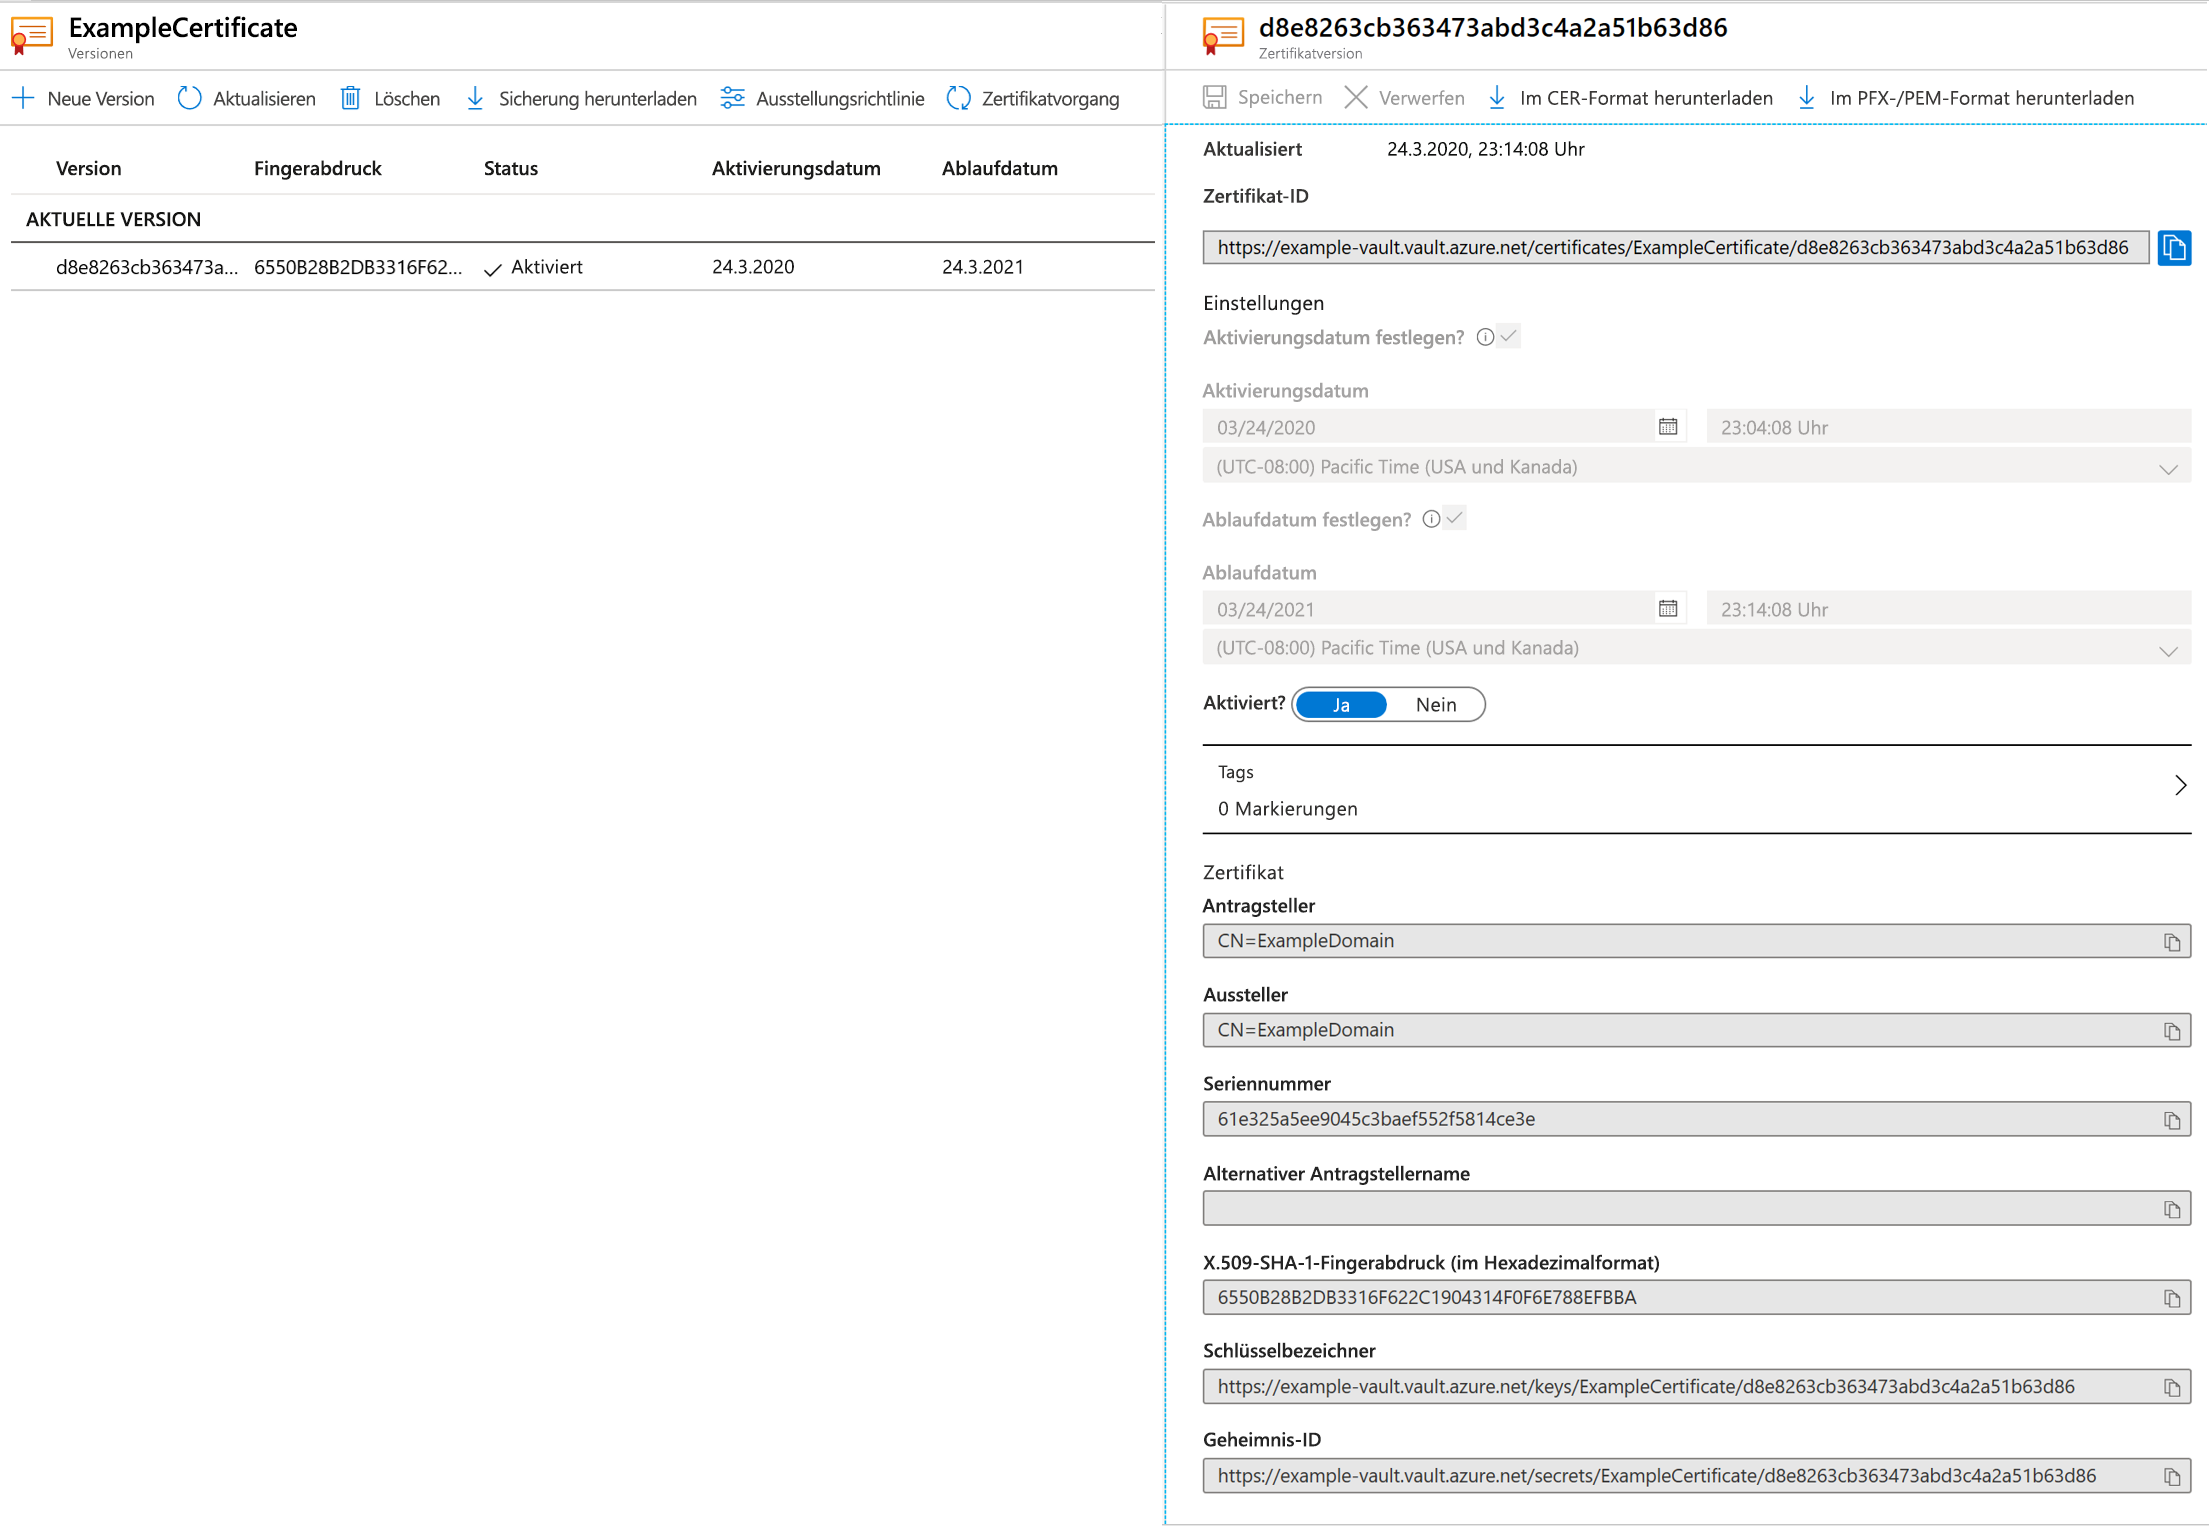 ExampleCertificate
Versionen
Neue Version Aktualisieren Löschen Sicherung herunterladen Ausstellungsrichtlinie Zertifikatvorgang
Version Fingerabdruck Status Aktivierungsdatum Ablaufdatum
AKTUELLE VERSION
d8e8263cb363473a... 6550B28B2DB3316F62... Aktiviert 24.3.2020 24.3.2021
d8e8263cb363473abd3c4a2a51b63d86
Zertifikatversion
Speichern Verwerfen Im CER-Format herunterladen Im PFX-/PEM-Format herunterladen
Aktualisiert 24.3.2020, 23:14:08 Uhr
Zertifikat-ID
https://example-vault.vault.azure.net/certificates/ExampleCertificate/d8e8263cb363473abd3c4a2a51b63d86
Einstellungen
Aktivierungsdatum festlegen?
Aktivierungsdatum
03/24/2020 23:04:08 Uhr
(UTC-08:00) Pacific Time (USA und Kanada)
Ablaufdatum festlegen?
Ablaufdatum
03/24/2021 23:14:08 Uhr
(UTC-08:00) Pacific Time (USA und Kanada)
Aktiviert? Ja Nein
Tags
0 Markierungen
Zertifikat
Antragsteller
CN=ExampleDomain
Aussteller
CN=ExampleDomain
Seriennummer
61e325a5ee9045c3baef552f5814ce3e
Alternativer Antragstellername
X.509-SHA-1-Fingerabdruck (im Hexadezimalformat)
6550B28B2DB3316F622C1904314F0F6E788EFBBA
Schlüsselbezeichner
https://example-vault.vault.azure.net/keys/ExampleCertificate/d8e8263cb363473abd3c4a2a51b63d86
Geheimnis-ID
https://example-vault.vault.azure.net/secrets/ExampleCertificate/d8e8263cb363473abd3c4a2a51b63d86